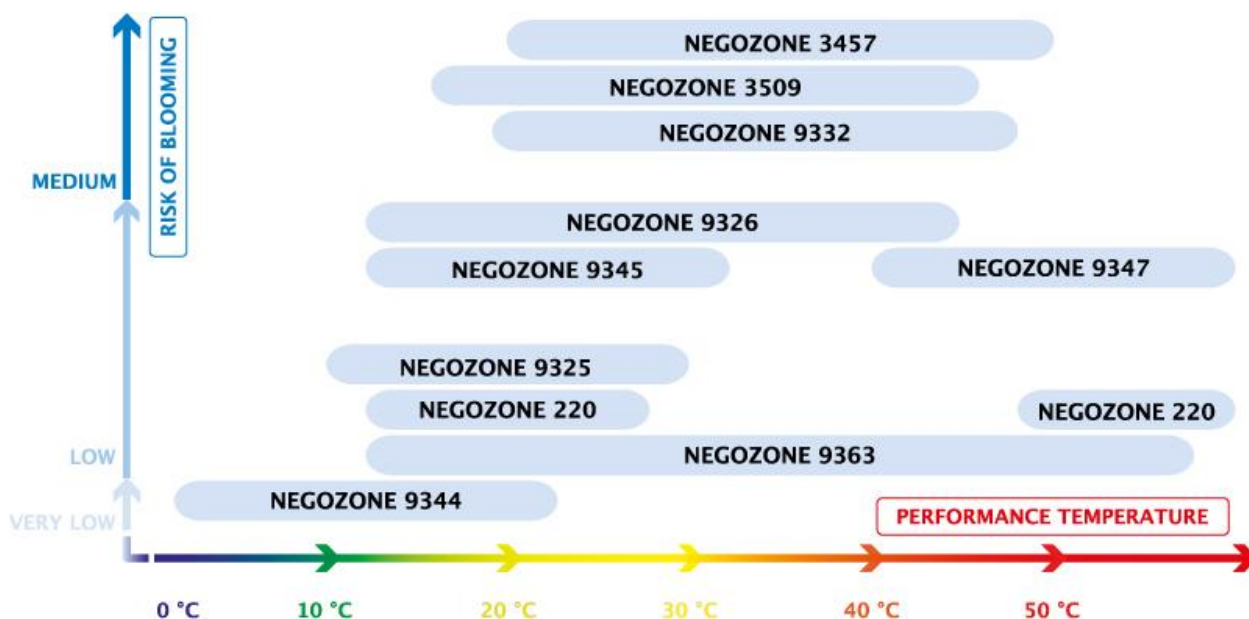 NEGOZONE 3457
NEGOZONE 3509
NEGOZONE 9332
RISK OF BLOOMING
MEDIUM
NEGOZONE 9326
NEGOZONE 9345
NEGOZONE 9347
NEGOZONE 9325
NEGOZONE 220
NEGOZONE 220
LOW
NEGOZONE 9363
NEGOZONE 9344
VERY LOW
PERFORMANCE TEMPERATURE
0 °C 10 °C 20 °C 30 °C 40 °C 50 °C